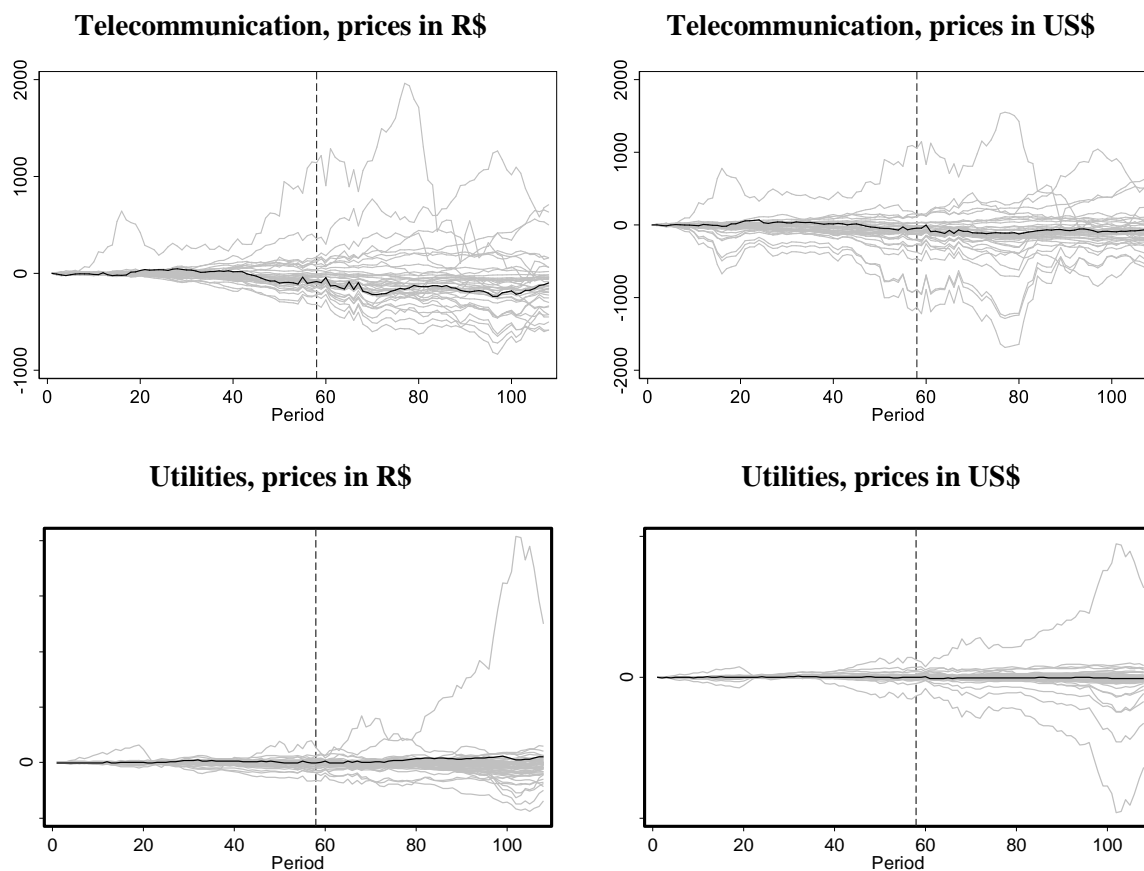 Telecommunication, prices in R$
Telecommunication, prices in US$
2000
1000
0
-1000
0 20 40 60 80 100
Period
2000
1000
0
-1000
-2000
0 20 40 60 80 100
Period
Utilities, prices in R$
Utilities, prices in US$
0
0 20 40 60 80 100
Period
0
0 20 40 60 80 100
Period